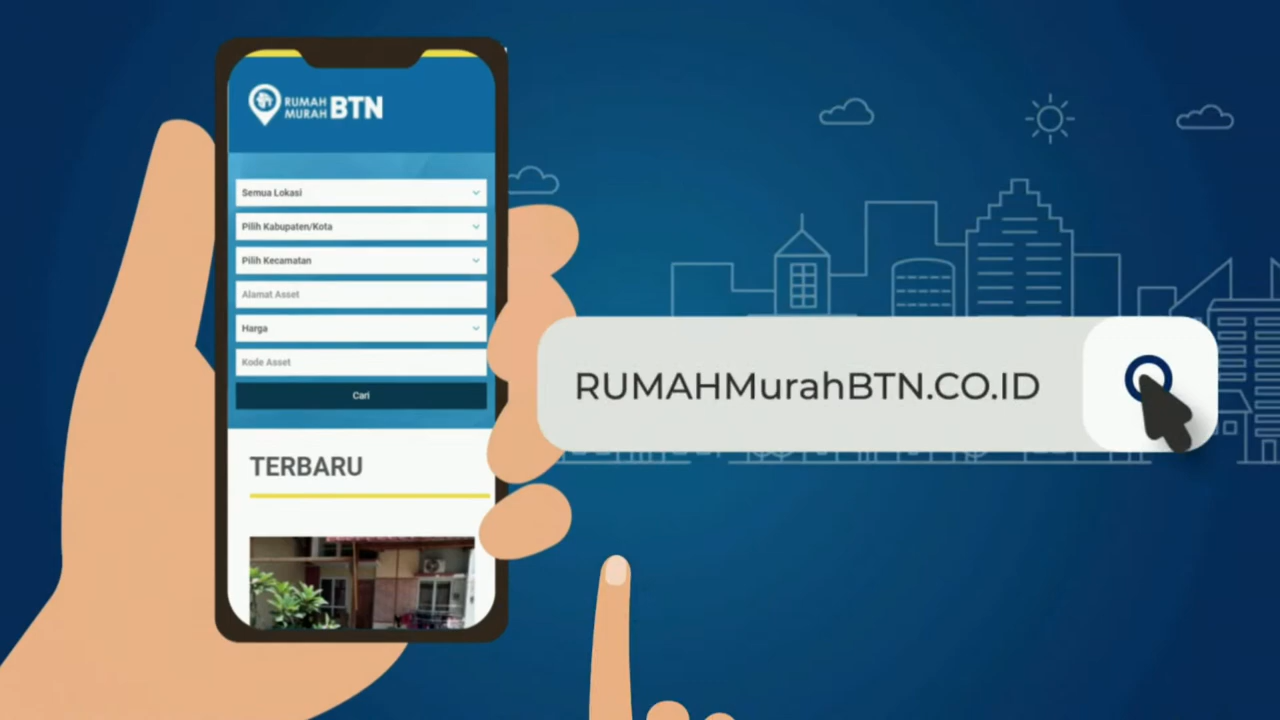 RUMAH
MURAH BTN
Semua Lokasi
Pilih Kabupaten/Kota
Pilih Kecamatan
Alamat Asset
Harga
Kode Asset
Cari
TERBARU
RUMAHMurahBTN.CO.ID